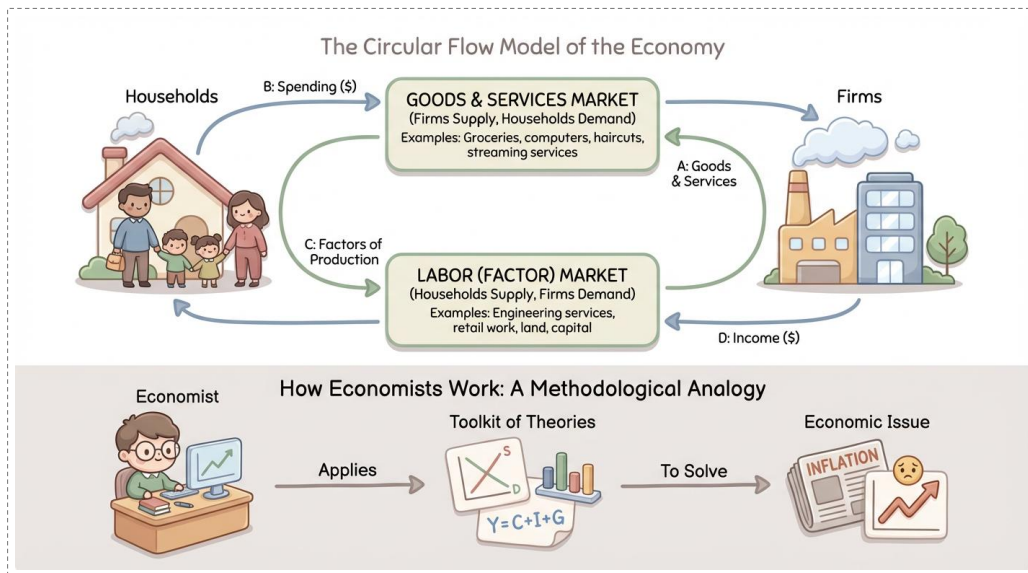 The Circular Flow Model of the Economy
Households
B: Spending ($)
GOODS & SERVICES MARKET
(Firms Supply, Households Demand)
Examples: Groceries, computers, haircuts,
streaming services
Firms
A: Goods
& Services
C: Factors of
Production
LABOR (FACTOR) MARKET
(Households Supply, Firms Demand)
Examples: Engineering services,
retail work, land, capital
D: Income ($)
How Economists Work: A Methodological Analogy
Economist
Applies
Toolkit of Theories
S
D
Y=C+I+G
To Solve
Economic Issue
INFLATION